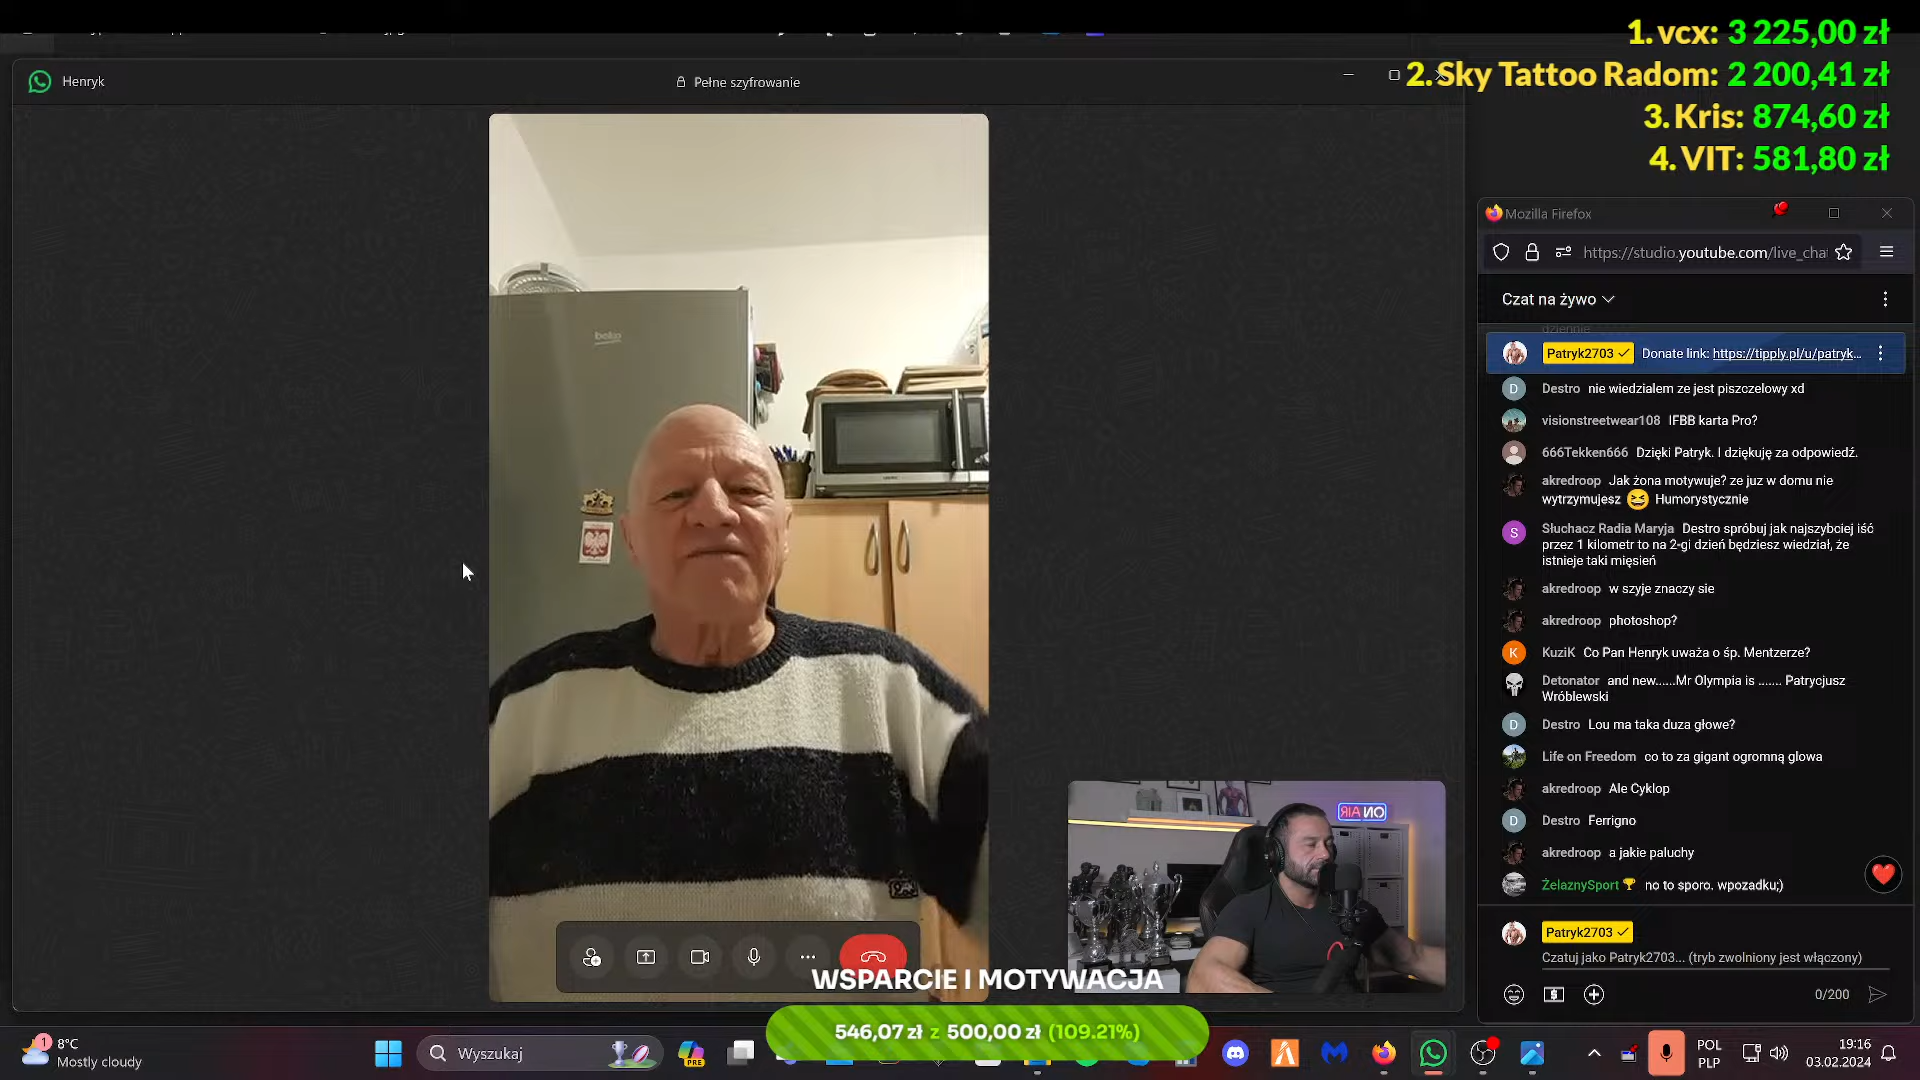 1. vcx: 3 225,00 zł
2. Sky Tattoo Radom: 2 200,41 zł
3. Kris: 874,60 zł
4. VIT: 581,80 zł
Henryk
Pełne szyfrowanie
beko
Mozilla Firefox
https://studio.youtube.com/live_cha
Czat na żywo
dziennie
Patryk2703 Donate link: https://tipply.pl/u/patryk...
D Destro nie wiedzialem ze jest piszczelowy xd
visionstreetwear108 IFBB karta Pro?
666Tekken666 Dzięki Patryk. I dziękuję za odpowiedź.
akredroop Jak żona motywuje? ze juz w domu nie
wytrzymujesz Humorystycznie
S Słuchacz Radia Maryja Destro spróbuj jak najszybciej iść
przez 1 kilometr to na 2-gi dzień będziesz wiedział, że
istnieje taki mięsień
akredroop w szyje znaczy sie
akredroop photoshop?
K KuziK Co Pan Henryk uważa o śp. Mentzerze?
Detonator and new......Mr Olympia is ....... Patrycjusz
Wróblewski
D Destro Lou ma taka duza głowe?
Life on Freedom co to za gigant ogromną glowa
akredroop Ale Cyklop
D Destro Ferrigno
akredroop a jakie paluchy
ŻelaznySport no to sporo. wpozadku;)
Patryk2703
Czatuj jako Patryk2703... (tryb zwolniony jest włączony)
0/200
ON AIR
WSPARCIE I MOTYWACJA
546,07 zł z 500,00 zł (109.21%)
1
8°C
Mostly cloudy
Wyszukaj
PRE
POL
PLP
19:16
03.02.2024